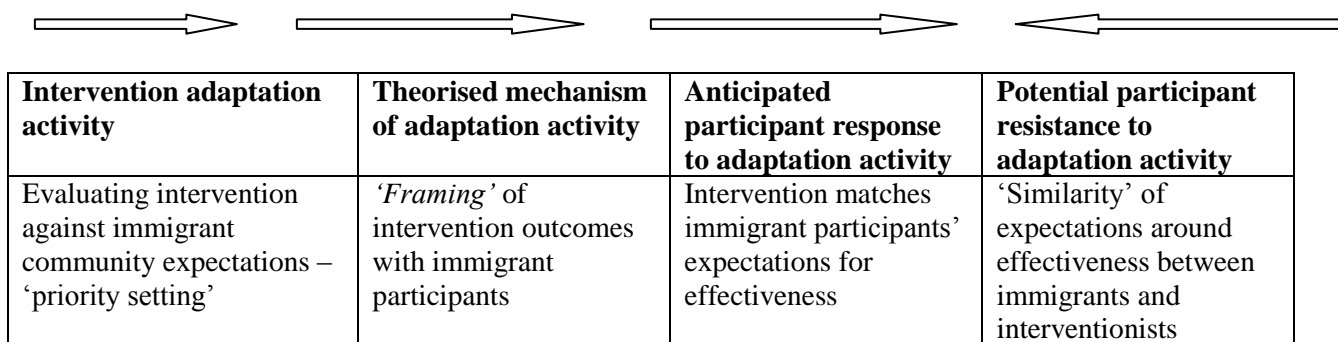 Intervention adaptation
activity
Theorised mechanism
of adaptation activity
Anticipated
participant response
to adaptation activity
Potential participant
resistance to
adaptation activity
Evaluating intervention
against immigrant
community expectations –
‘priority setting’
‘Framing’ of
intervention outcomes
with immigrant
participants
Intervention matches
immigrant participants’
expectations for
effectiveness
‘Similarity’ of
expectations around
effectiveness between
immigrants and
interventionists